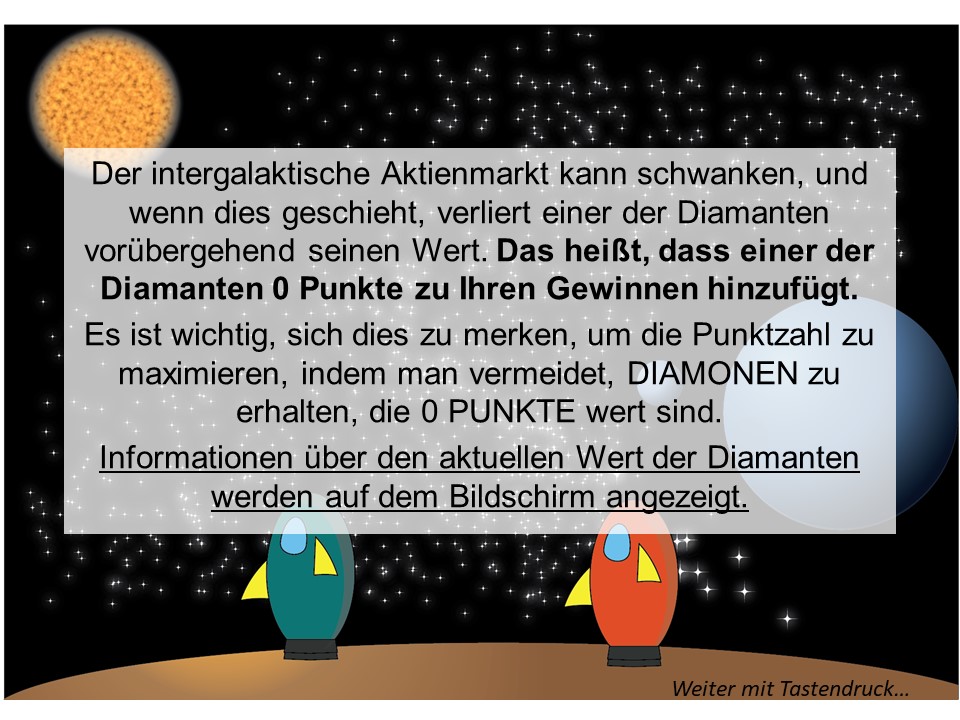 Der intergalaktische Aktienmarkt kann schwanken, und
wenn dies geschieht, verliert einer der Diamanten
vorübergehend seinen Wert. Das heißt, dass einer der
Diamanten 0 Punkte zu Ihren Gewinnen hinzufügt.
Es ist wichtig, sich dies zu merken, um die Punktzahl zu
maximieren, indem man vermeidet, DIAMONEN zu
erhalten, die 0 PUNKTE wert sind.
Informationen über den aktuellen Wert der Diamanten
werden auf dem Bildschirm angezeigt.
Weiter mit Tastendruck...